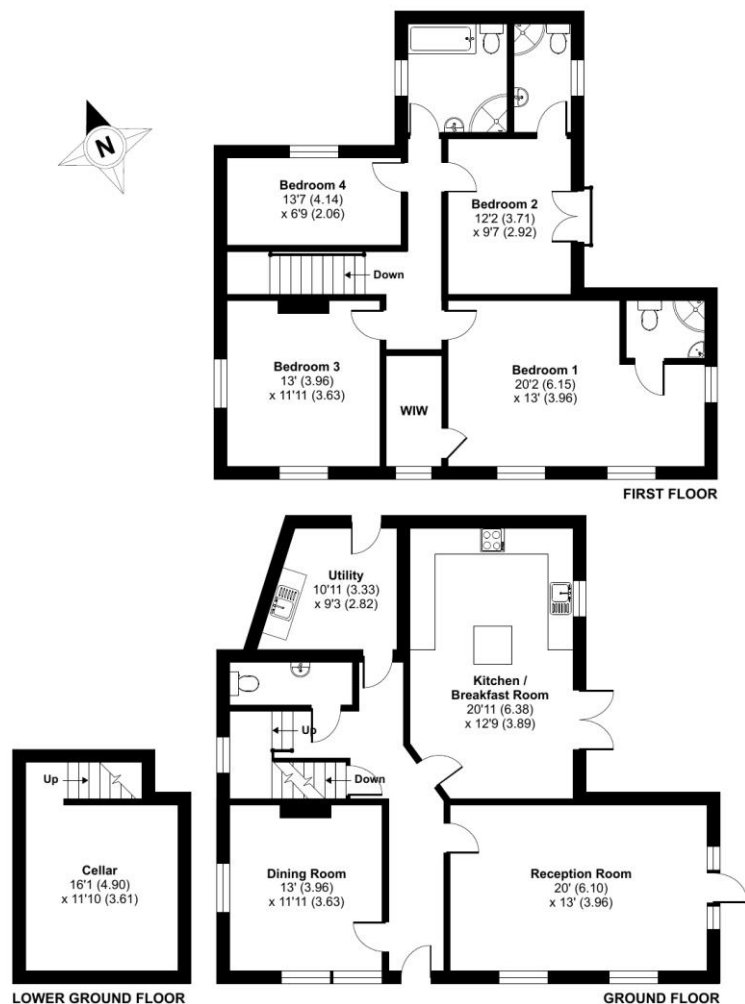 N
Bedroom 4
13'7 (4.14)
x 6'9 (2.06)
Bedroom 2
12'2 (3.71)
x 9'7 (2.92)
Down
Bedroom 3
13' (3.96)
x 11'11 (3.63)
WIW
Bedroom 1
20'2 (6.15)
x 13' (3.96)
FIRST FLOOR
Utility
10'11 (3.33)
x 9'3 (2.82)
Kitchen /
Breakfast Room
20'11 (6.38)
x 12'9 (3.89)
Up
Down
Up
Cellar
16'1 (4.90)
x 11'10 (3.61)
Dining Room
13' (3.96)
x 11'11 (3.63)
Reception Room
20' (6.10)
x 13' (3.96)
LOWER GROUND FLOOR
GROUND FLOOR